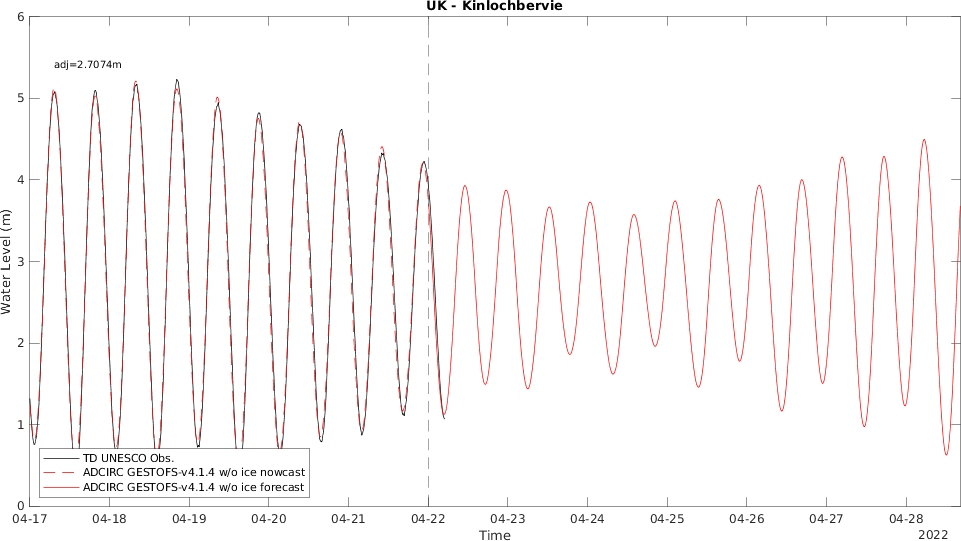 UK - Kinlochbervie
6
adj=2.7074m
5
4
3
Water Level (m)
2
1
TD UNESCO Obs.
ADCIRC GESTOFS-v4.1.4 w/o ice nowcast
ADCIRC GESTOFS-v4.1.4 w/o ice forecast
0
04-17 04-18 04-19 04-20 04-21 04-22 04-23 04-24 04-25 04-26 04-27 04-28
Time
2022